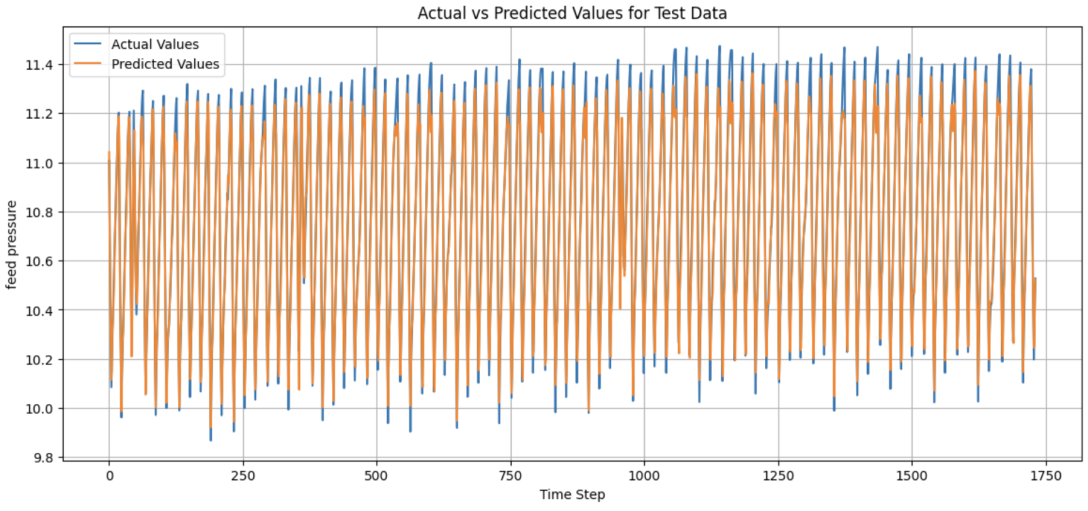 Actual vs Predicted Values for Test Data
Actual Values
Predicted Values
11.4
11.2
11.0
10.8
10.6
10.4
10.2
10.0
9.8
feed pressure
0 250 500 750 1000 1250 1500 1750
Time Step